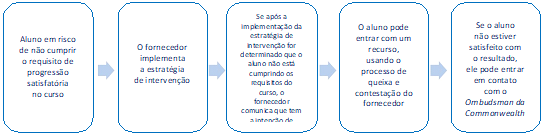 Aluno em risco
de não cumprir
o requisito de
progressão
satisfatória
no curso
O fornecedor
implementa
a estratégia
de intervenção
Se após a
implementação da
estratégia de
intervenção for
determinado que o
aluno não está
cumprindo os
requisitos do
curso, o
fornecedor
comunica que tem
a intenção de
O aluno pode
entrar com um
recurso,
usando o
processo de
queixa e
contestação do
fornecedor
Se o aluno
não estiver
satisfeito com
o resultado,
ele pode entrar
em contato
com o
Ombudsman da
Commonwealth